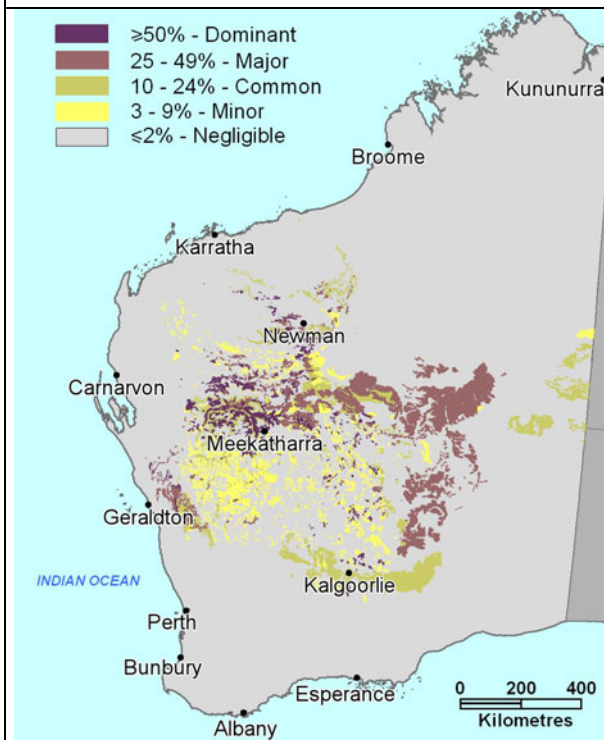 ≥50% - Dominant
25 - 49% - Major
10 - 24% - Common
3 - 9% - Minor
≤2% - Negligible
Kununurra
Broome
Karratha
Newman
Carnarvon
Meekatharra
Geraldton
INDIAN OCEAN
Kalgoorlie
Perth
Bunbury
Esperance
Albany
0 200 400
Kilometres